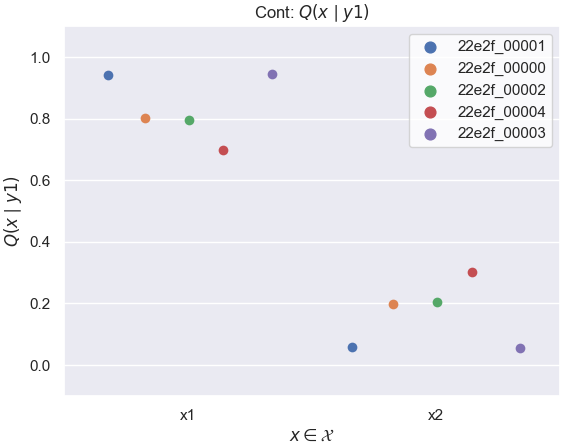 Cont: Q(x | y1)
22e2f_00001
22e2f_00000
22e2f_00002
22e2f_00004
22e2f_00003
1.0
0.8
0.6
0.4
0.2
0.0
Q(x | y1)
x1 x2
x ∈ 𝒳